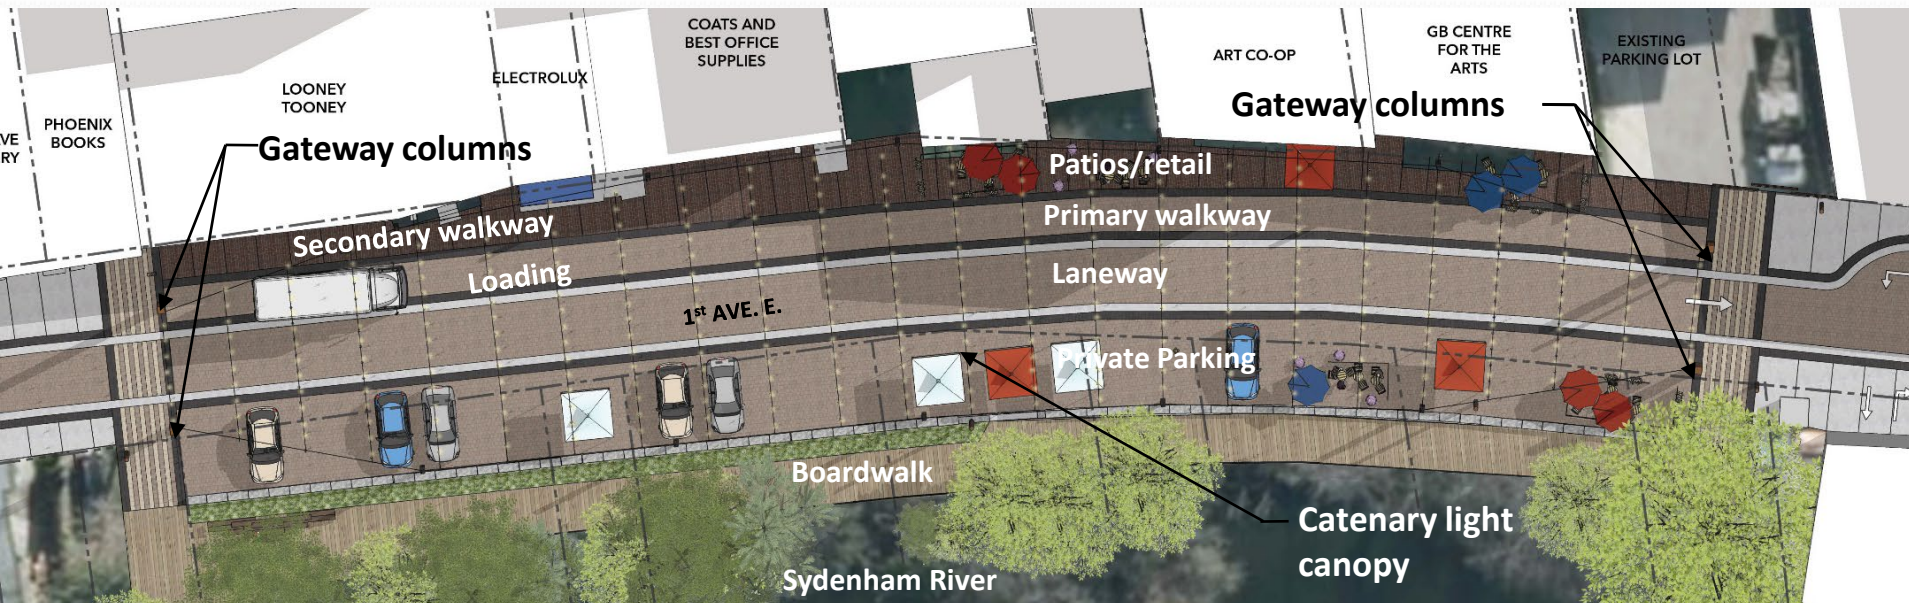 COATS AND
BEST OFFICE
SUPPLIES
GB CENTRE
FOR THE
ARTS
EXISTING
PARKING LOT
ART CO-OP
ELECTROLUX
LOONEY
TOONEY
PHOENIX
BOOKS
VE
RY
Gateway columns
Gateway columns
Patios/retail
Primary walkway
Secondary walkway
Loading
Laneway
1st AVE. E.
Private Parking
Boardwalk
Catenary light
canopy
Sydenham River